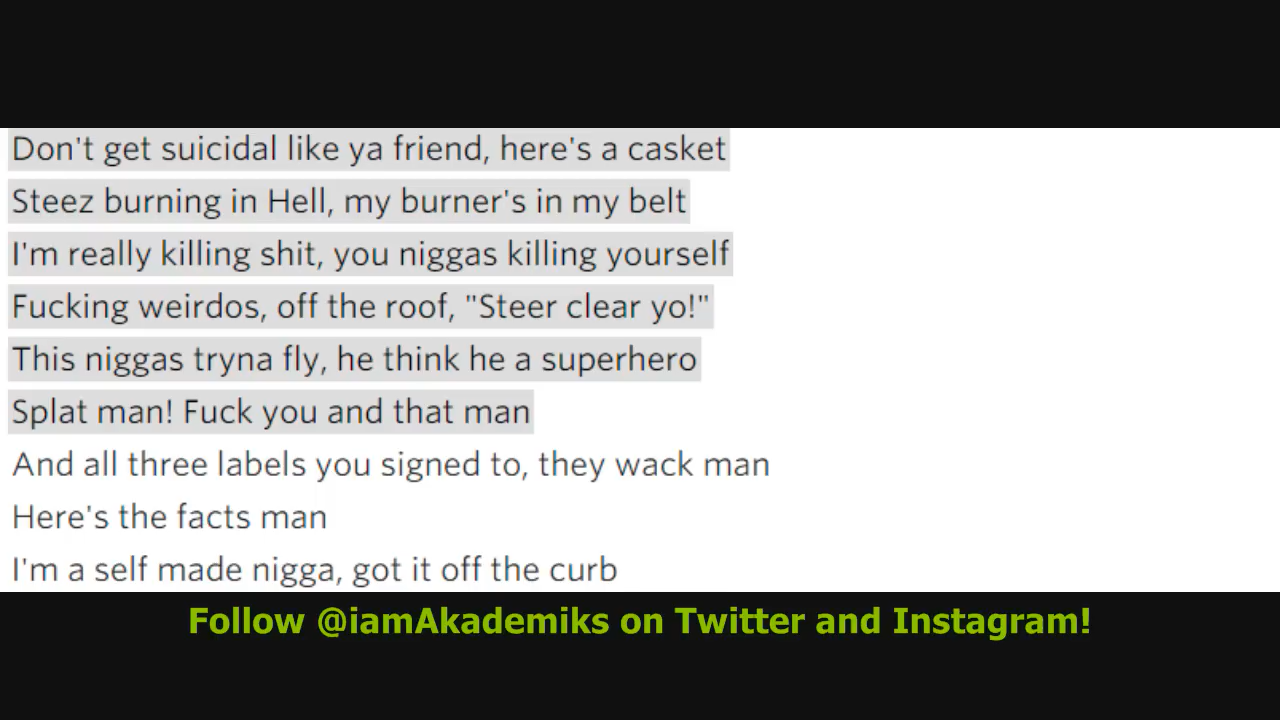 Don't get suicidal like ya friend, here's a casket
Steez burning in Hell, my burner's in my belt
I'm really killing shit, you niggas killing yourself
Fucking weirdos, off the roof, "Steer clear yo!"
This niggas tryna fly, he think he a superhero
Splat man! Fuck you and that man
And all three labels you signed to, they wack man
Here's the facts man
I'm a self made nigga, got it off the curb
Follow @iamAkademiks on Twitter and Instagram!